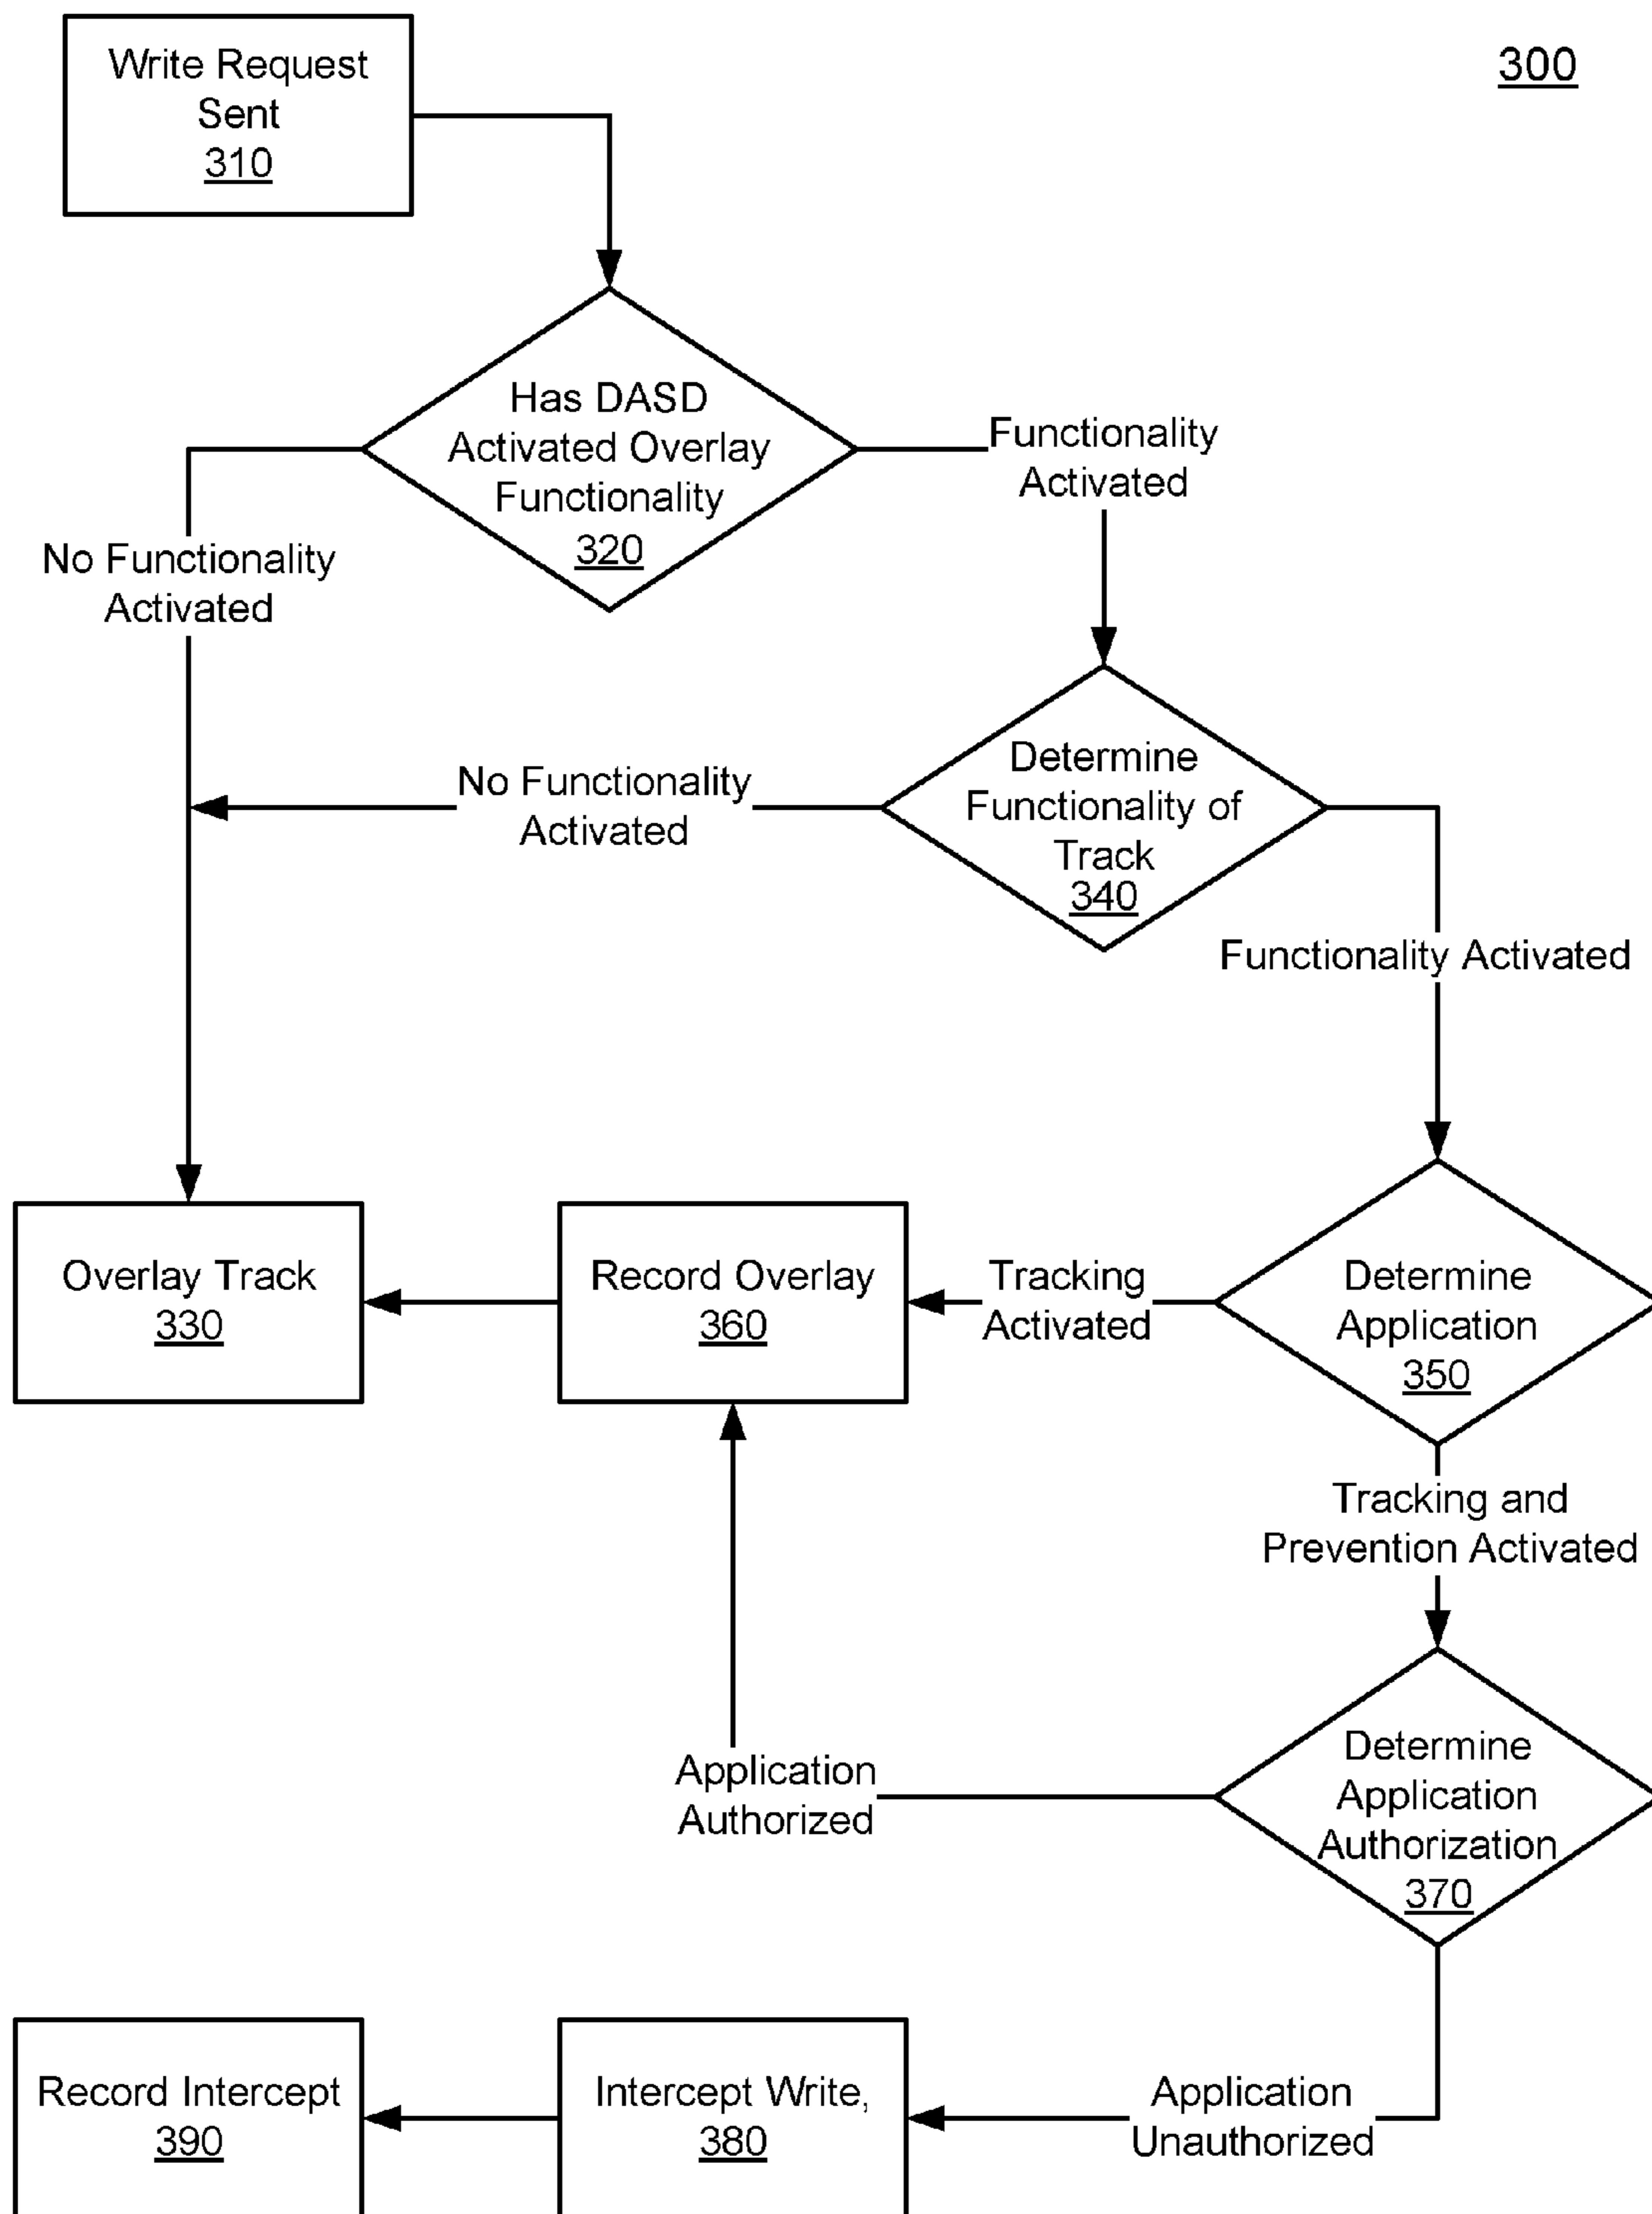 Write Request
Sent
310
300
Has DASD
Activated Overlay
Functionality
320
Functionality
Activated
No Functionality
Activated
Determine
Functionality of
Track
340
No Functionality
Activated
Functionality Activated
Overlay Track
330
Record Overlay
360
Tracking
Activated
Determine
Application
350
Tracking and
Prevention Activated
Determine
Application
Authorization
370
Application
Authorized
Record Intercept
390
Intercept Write,
380
Application
Unauthorized